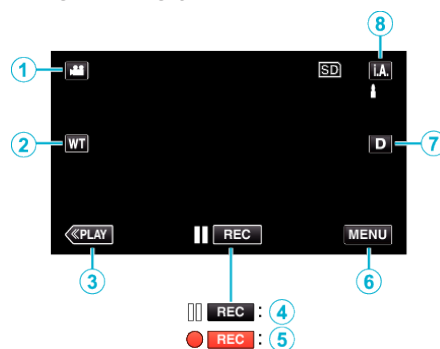 8
1 SD i.A.
2 WT D 7
≪PLAY REC MENU
3 6
REC : 4
REC : 5